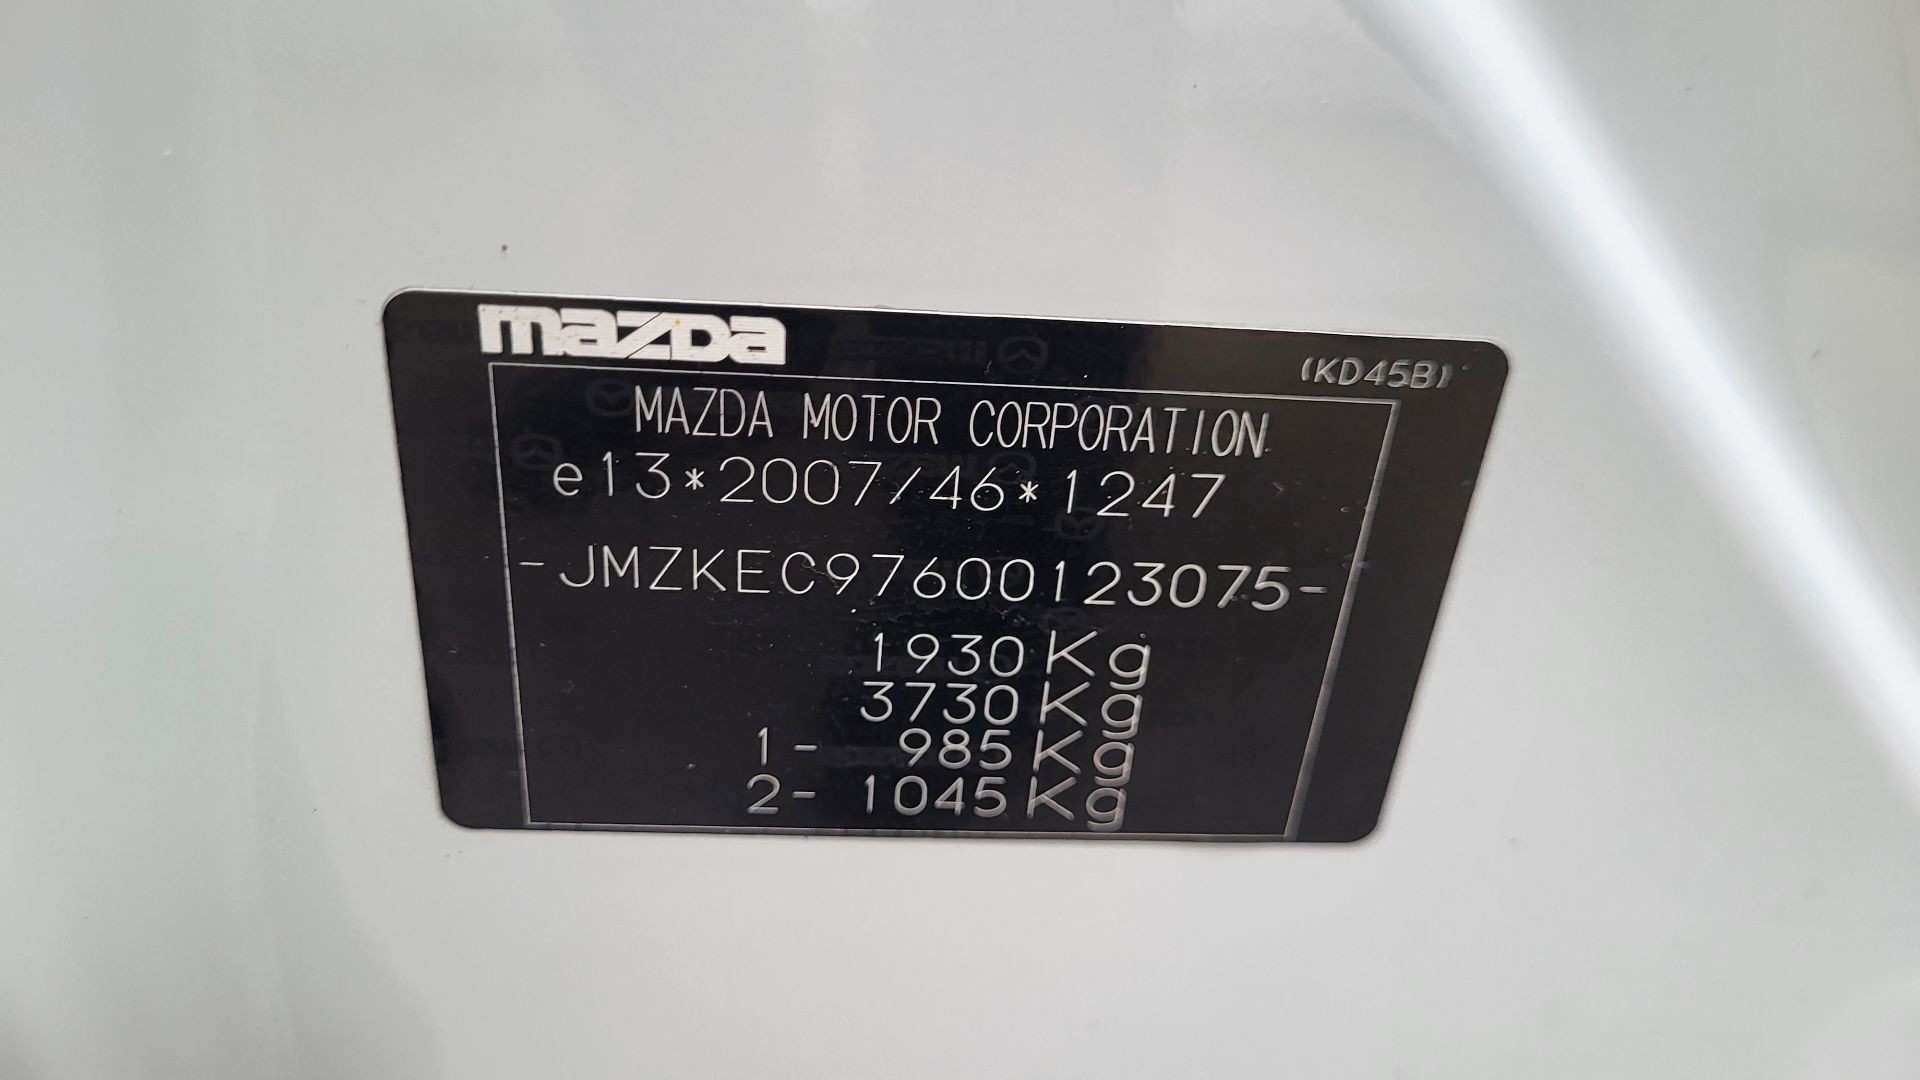 mazda
(KD45B)
MAZDA MOTOR CORPORATION
e13*2007/46*1247
-JMZKEC97600123075-
1930Kg
3730Kg
1- 985Kg
2- 1045Kg